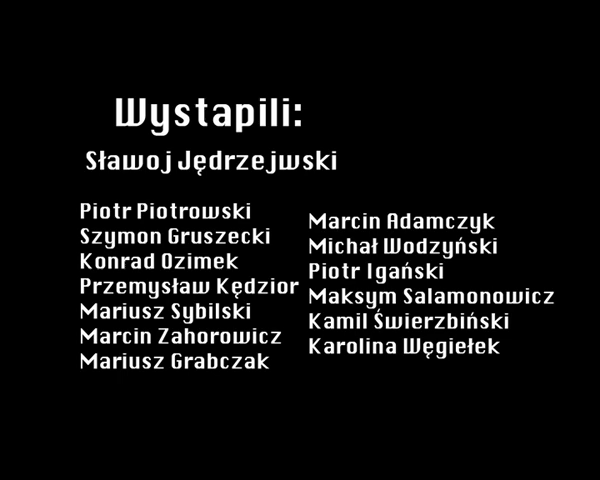 Wystapili:
Sławoj Jędrzejwski
Piotr Piotrowski
Szymon Gruszecki
Konrad Ozimek
Przemysław Kędzior
Mariusz Sybilski
Marcin Zahorowicz
Mariusz Grabczak
Marcin Adamczyk
Michał Wodzyński
Piotr Igański
Maksym Salamonowicz
Kamil Świerzbiński
Karolina Węgiełek